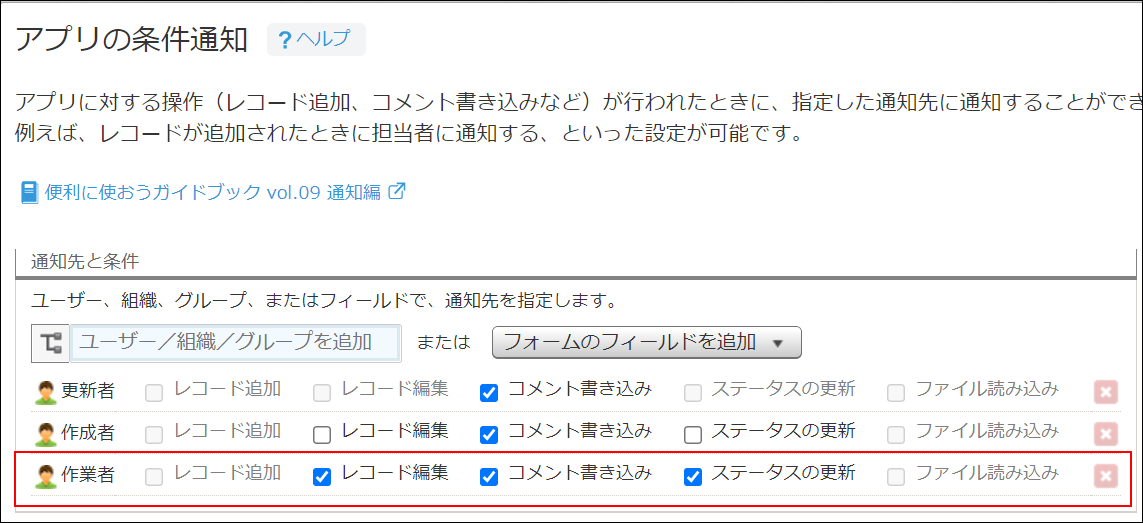 アプリの条件通知 ? ヘルプ
アプリに対する操作（レコード追加、コメント書き込みなど）が行われたときに、指定した通知先に通知することができ
例えば、レコードが追加されたときに担当者に通知する、といった設定が可能です。
便利に使おうガイドブック vol.09 通知編
通知先と条件
ユーザー、組織、グループ、またはフィールドで、通知先を指定します。
ユーザー／組織／グループを追加 または フォームのフィールドを追加
更新者 レコード追加 レコード編集 コメント書き込み ステータスの更新 ファイル読み込み
作成者 レコード追加 レコード編集 コメント書き込み ステータスの更新 ファイル読み込み
作業者 レコード追加 レコード編集 コメント書き込み ステータスの更新 ファイル読み込み